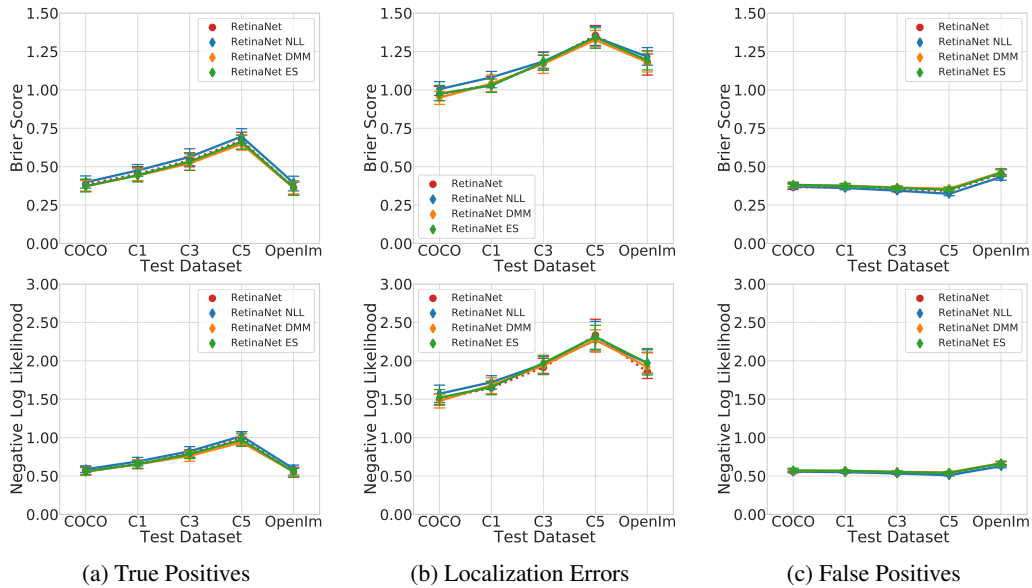 1.50
1.25
1.00
0.75
0.50
0.25
0.00
Brier Score
RetinaNet
RetinaNet NLL
RetinaNet DMM
RetinaNet ES
COCO C1 C3 C5 OpenIm
Test Dataset
1.50
1.25
1.00
0.75
0.50
0.25
0.00
Brier Score
RetinaNet
RetinaNet NLL
RetinaNet DMM
RetinaNet ES
COCO C1 C3 C5 OpenIm
Test Dataset
1.50
1.25
1.00
0.75
0.50
0.25
0.00
Brier Score
RetinaNet
RetinaNet NLL
RetinaNet DMM
RetinaNet ES
COCO C1 C3 C5 OpenIm
Test Dataset
3.00
2.50
2.00
1.50
1.00
0.50
0.00
Negative Log Likelihood
RetinaNet
RetinaNet NLL
RetinaNet DMM
RetinaNet ES
COCO C1 C3 C5 OpenIm
Test Dataset
3.00
2.50
2.00
1.50
1.00
0.50
0.00
Negative Log Likelihood
RetinaNet
RetinaNet NLL
RetinaNet DMM
RetinaNet ES
COCO C1 C3 C5 OpenIm
Test Dataset
3.00
2.50
2.00
1.50
1.00
0.50
0.00
Negative Log Likelihood
RetinaNet
RetinaNet NLL
RetinaNet DMM
RetinaNet ES
COCO C1 C3 C5 OpenIm
Test Dataset
(a) True Positives
(b) Localization Errors
(c) False Positives